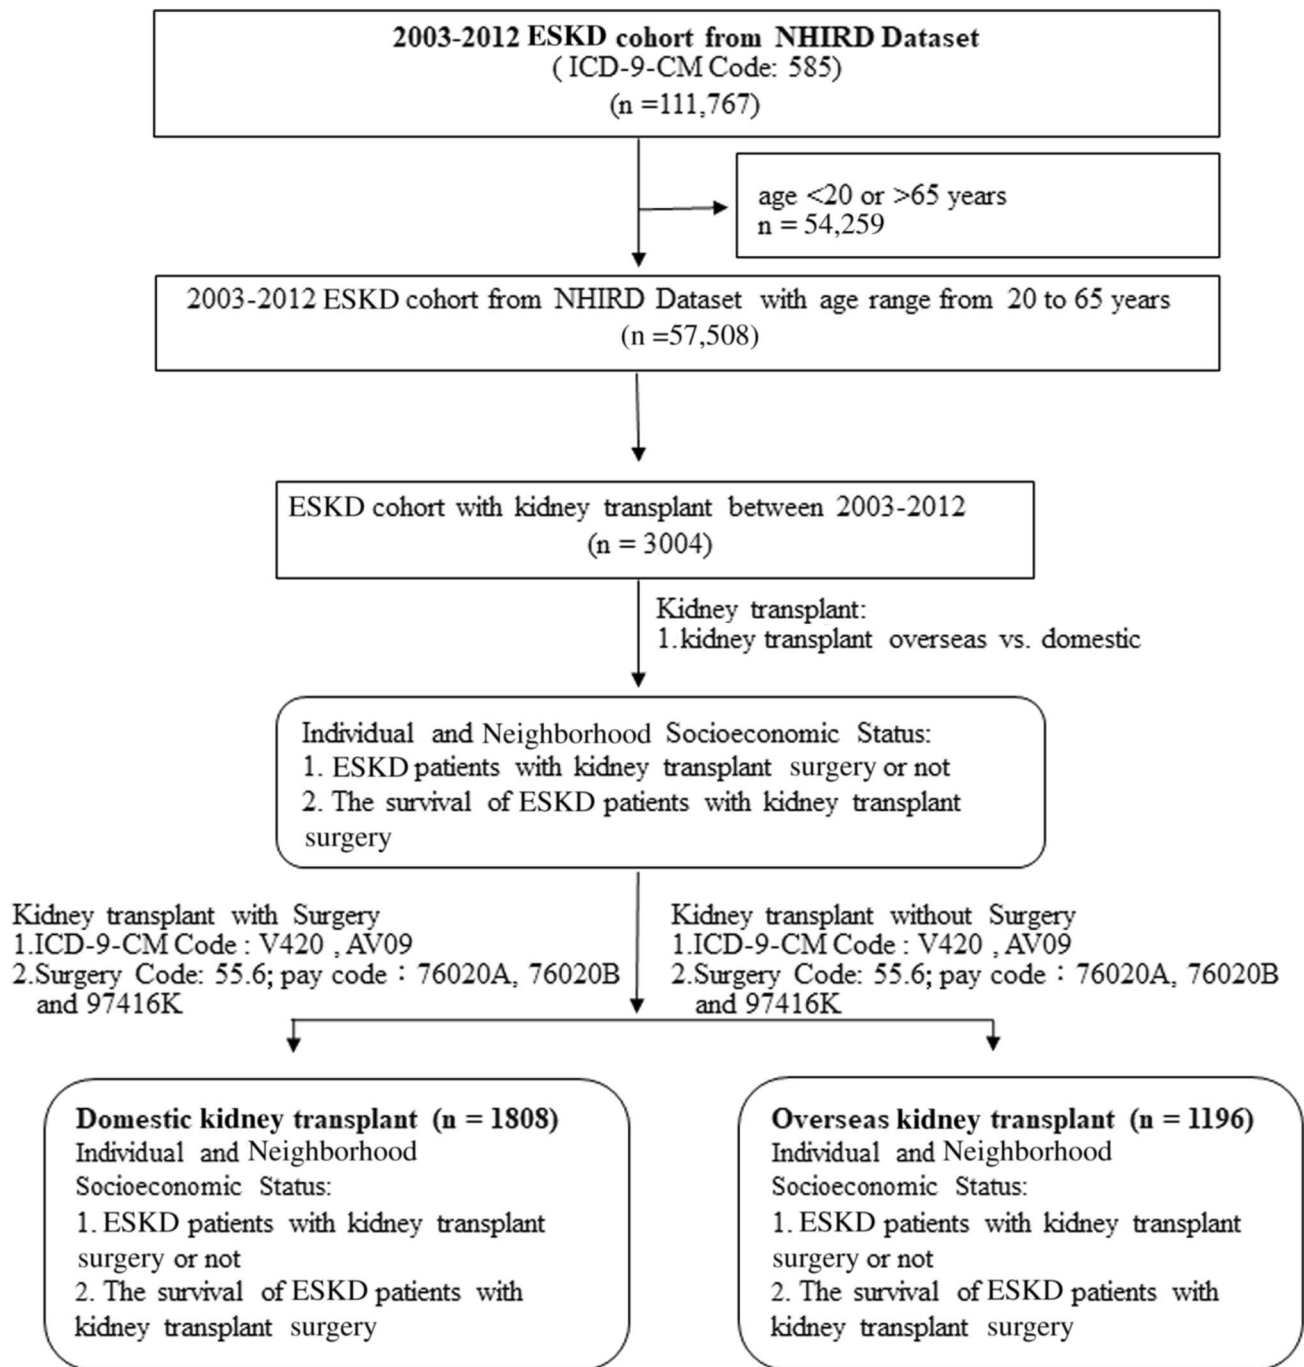 2003-2012 ESKD cohort from NHIRD Dataset
( ICD-9-CM Code: 585)
(n =111,767)
age <20 or >65 years
n = 54,259
2003-2012 ESKD cohort from NHIRD Dataset with age range from 20 to 65 years
(n =57,508)
ESKD cohort with kidney transplant between 2003-2012
(n = 3004)
Kidney transplant:
1.kidney transplant overseas vs. domestic
Individual and Neighborhood Socioeconomic Status:
1. ESKD patients with kidney transplant surgery or not
2. The survival of ESKD patients with kidney transplant
surgery
Kidney transplant with Surgery
1.ICD-9-CM Code : V420 , AV09
2.Surgery Code: 55.6; pay code：76020A, 76020B
and 97416K
Kidney transplant without Surgery
1.ICD-9-CM Code : V420 , AV09
2.Surgery Code: 55.6; pay code：76020A, 76020B
and 97416K
Domestic kidney transplant (n = 1808)
Individual and Neighborhood
Socioeconomic Status:
1. ESKD patients with kidney transplant
surgery or not
2. The survival of ESKD patients with
kidney transplant surgery
Overseas kidney transplant (n = 1196)
Individual and Neighborhood
Socioeconomic Status:
1. ESKD patients with kidney transplant
surgery or not
2. The survival of ESKD patients with
kidney transplant surgery